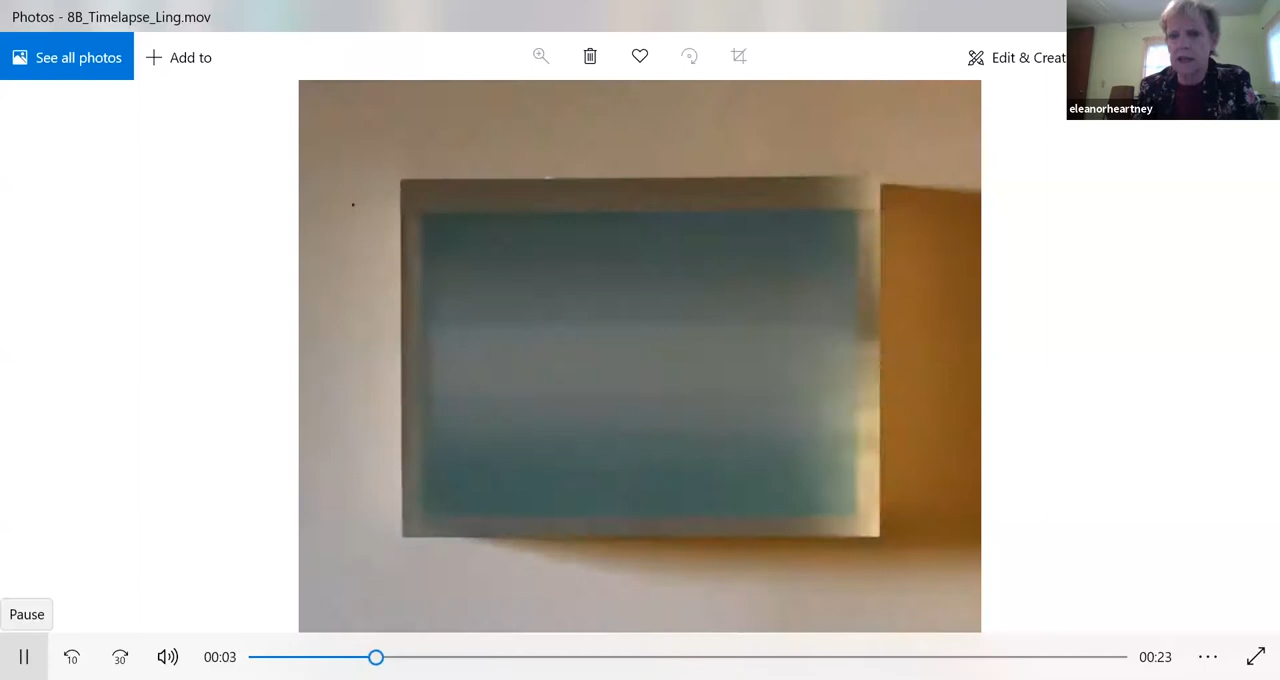 Photos - 8B_Timelapse_Ling.mov
See all photos
Add to
Edit & Creat
eleanorheartney
Pause
10
30
00:03
00:23